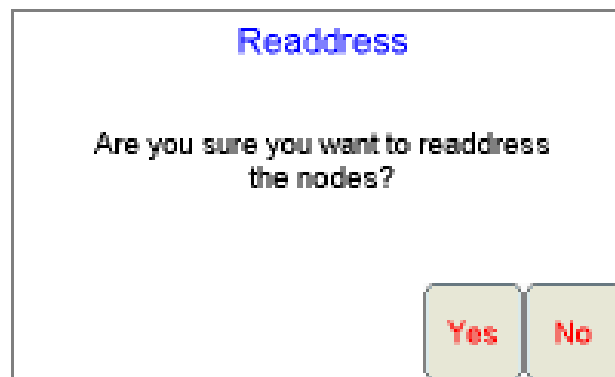 Readdress
Are you sure you want to readdress
the nodes?
Yes No